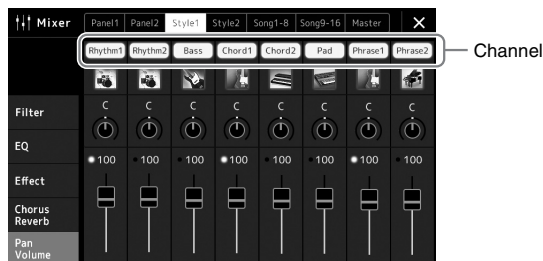 Mixer Panel1 Panel2 Style1 Style2 Song1-8 Song9-16 Master
Rhythm1 Rhythm2 Bass Chord1 Chord2 Pad Phrase1 Phrase2 Channel
C C C C C C C C
Filter
EQ
100 100 100 100 100 100 100 100
Effect
Chorus
Reverb
Pan
Volume